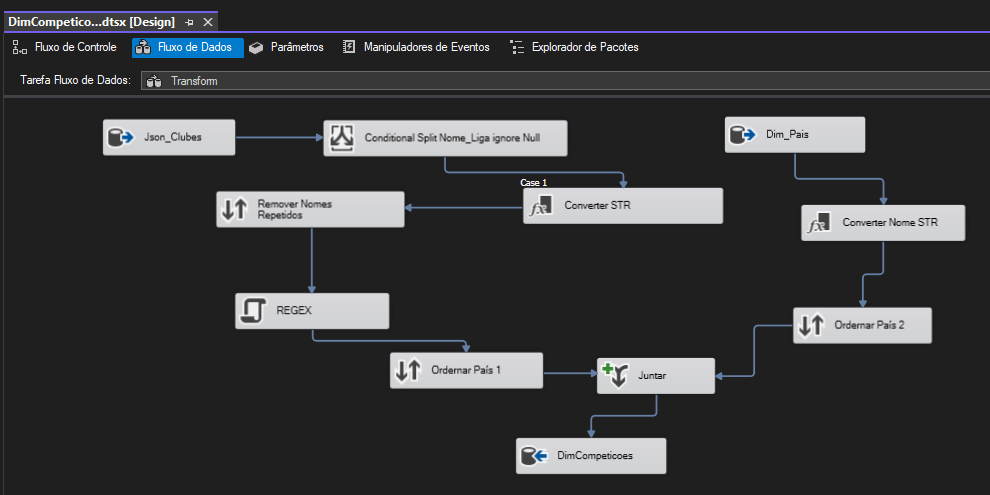 DimCompetico...dtsx [Design]
Fluxo de Controle
Fluxo de Dados
Parâmetros
Manipuladores de Eventos
Explorador de Pacotes
Tarefa Fluxo de Dados:
Transform
Json_Clubes
Conditional Split Nome_Liga ignore Null
Dim_Pais
Case 1
Remover Nomes
Repetidos
Converter STR
Converter Nome STR
REGEX
Ordernar País 2
Ordernar País 1
Juntar
DimCompeticoes